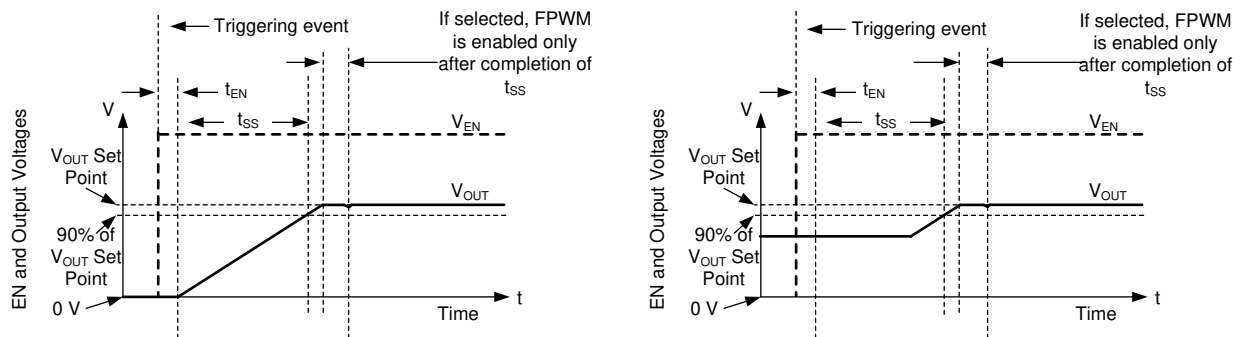 Triggering event
If selected, FPWM
is enabled only
after completion of
tSS
tEN
V
tSS
VEN
VOUT Set
Point
VOUT
90% of
VOUT Set
Point
0 V
t
Time
EN and Output Voltages
Triggering event
If selected, FPWM
is enabled only
after completion of
tSS
tEN
V
tSS
VEN
VOUT Set
Point
VOUT
90% of
VOUT Set
Point
0 V
t
Time
EN and Output Voltages